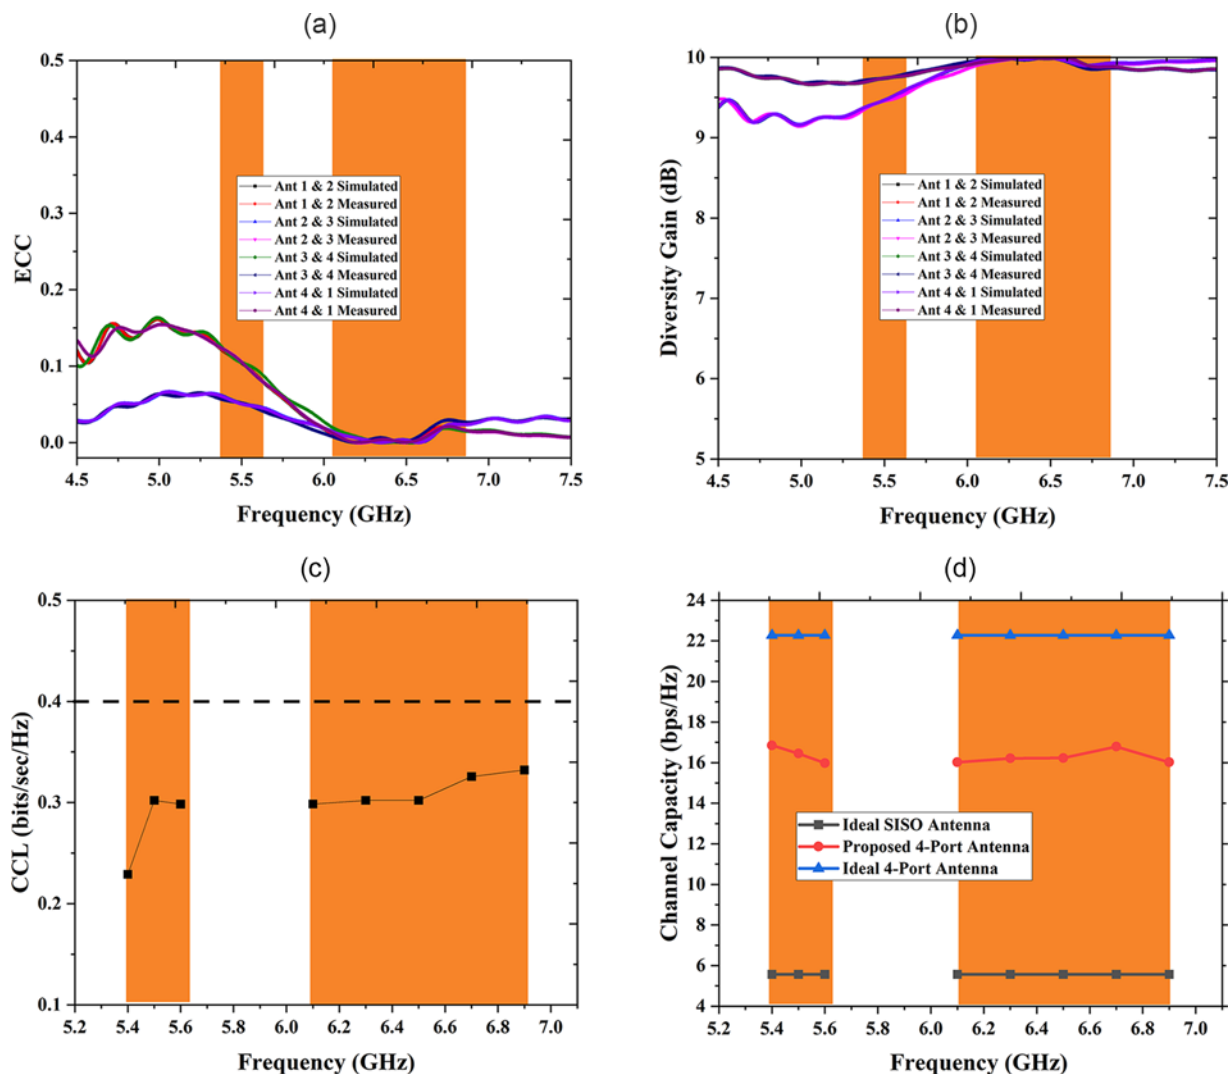 (a)
0.5
0.4
0.3
0.2
0.1
0.0
ECC
Ant 1 & 2 Simulated
Ant 1 & 2 Measured
Ant 2 & 3 Simulated
Ant 2 & 3 Measured
Ant 3 & 4 Simulated
Ant 3 & 4 Measured
Ant 4 & 1 Simulated
Ant 4 & 1 Measured
4.5 5.0 5.5 6.0 6.5 7.0 7.5
Frequency (GHz)
(b)
10
9
8
7
6
5
Diversity Gain (dB)
Ant 1 & 2 Simulated
Ant 1 & 2 Measured
Ant 2 & 3 Simulated
Ant 2 & 3 Measured
Ant 3 & 4 Simulated
Ant 3 & 4 Measured
Ant 4 & 1 Simulated
Ant 4 & 1 Measured
4.5 5.0 5.5 6.0 6.5 7.0 7.5
Frequency (GHz)
(c)
0.5
0.4
0.3
0.2
0.1
CCL (bits/sec/Hz)
5.2 5.4 5.6 5.8 6.0 6.2 6.4 6.6 6.8 7.0
Frequency (GHz)
(d)
24
22
20
18
16
14
12
10
8
6
4
Channel Capacity (bps/Hz)
Ideal SISO Antenna
Proposed 4-Port Antenna
Ideal 4-Port Antenna
5.2 5.4 5.6 5.8 6.0 6.2 6.4 6.6 6.8 7.0
Frequency (GHz)